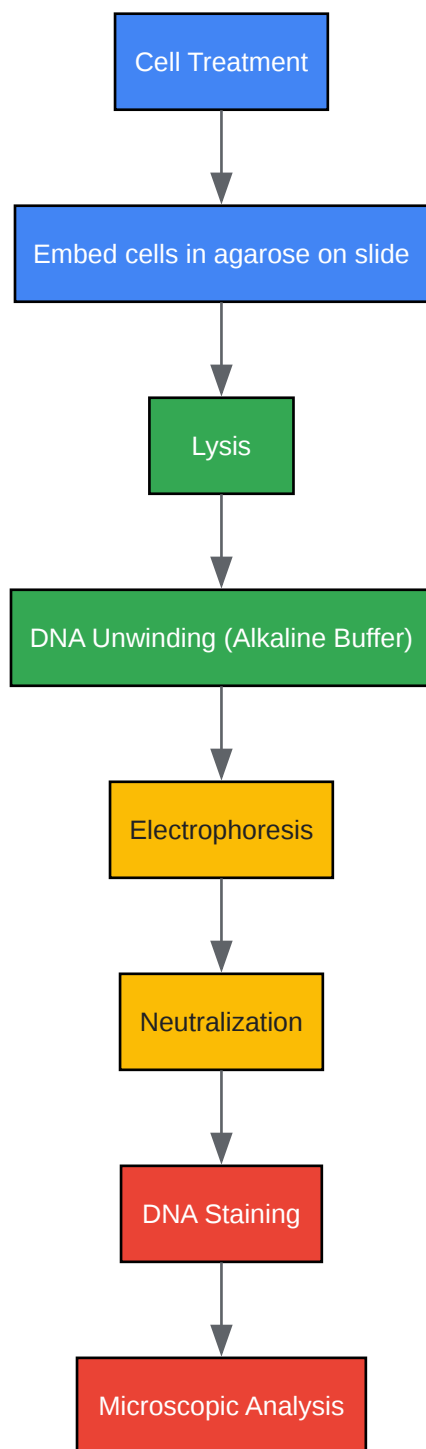 Cell Treatment
Embed cells in agarose on slide
Lysis
DNA Unwinding (Alkaline Buffer)
Electrophoresis
Neutralization
DNA Staining
Microscopic Analysis